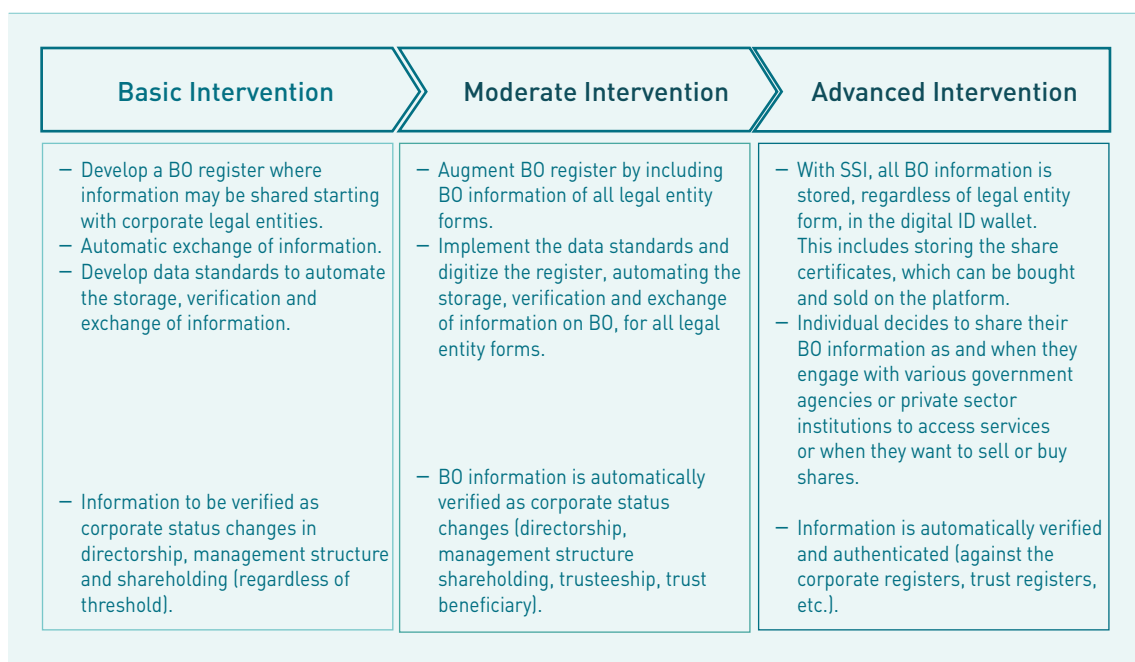 Basic Intervention
Moderate Intervention
Advanced Intervention
— Develop a BO register where
information may be shared starting
with corporate legal entities.
— Automatic exchange of information.
— Develop data standards to automate
the storage, verification and
exchange of information.
— Information to be verified as
corporate status changes in
directorship, management structure
and shareholding (regardless of
threshold).
— Augment BO register by including
BO information of all legal entity
forms.
— Implement the data standards and
digitize the register, automating the
storage, verification and exchange
of information on BO, for all legal
entity forms.
— BO information is automatically
verified as corporate status
changes (directorship,
management structure
shareholding, trusteeship, trust
beneficiary).
— With SSI, all BO information is
stored, regardless of legal entity
form, in the digital ID wallet.
This includes storing the share
certificates, which can be bought
and sold on the platform.
— Individual decides to share their
BO information as and when they
engage with various government
agencies or private sector
institutions to access services
or when they want to sell or buy
shares.
— Information is automatically verified
and authenticated (against the
corporate registers, trust registers,
etc.).